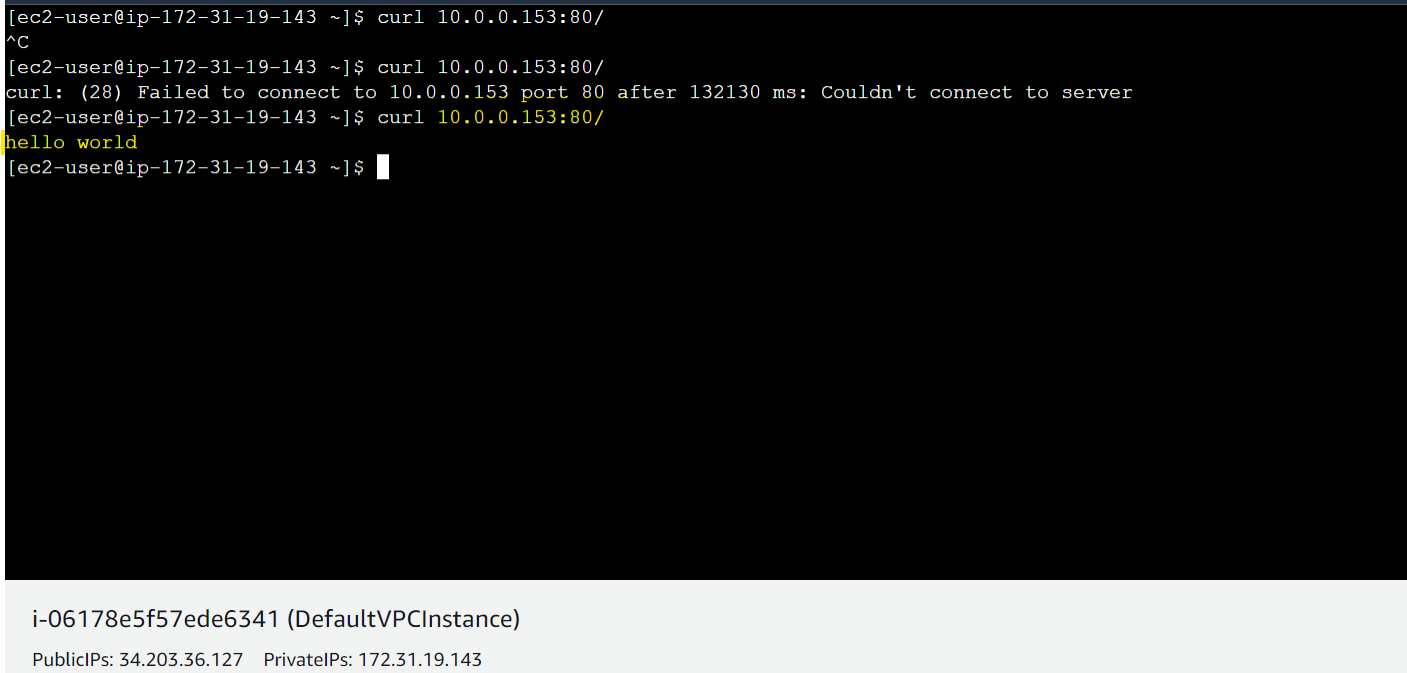 [ec2-user@ip-172-31-19-143 ~]$ curl 10.0.0.153:80/
^C
[ec2-user@ip-172-31-19-143 ~]$ curl 10.0.0.153:80/
curl: (28) Failed to connect to 10.0.0.153 port 80 after 132130 ms: Couldn't connect to server
[ec2-user@ip-172-31-19-143 ~]$ curl 10.0.0.153:80/
hello world
[ec2-user@ip-172-31-19-143 ~]$
i-06178e5f57ede6341 (DefaultVPCInstance)
PublicIPs: 34.203.36.127 PrivateIPs: 172.31.19.143